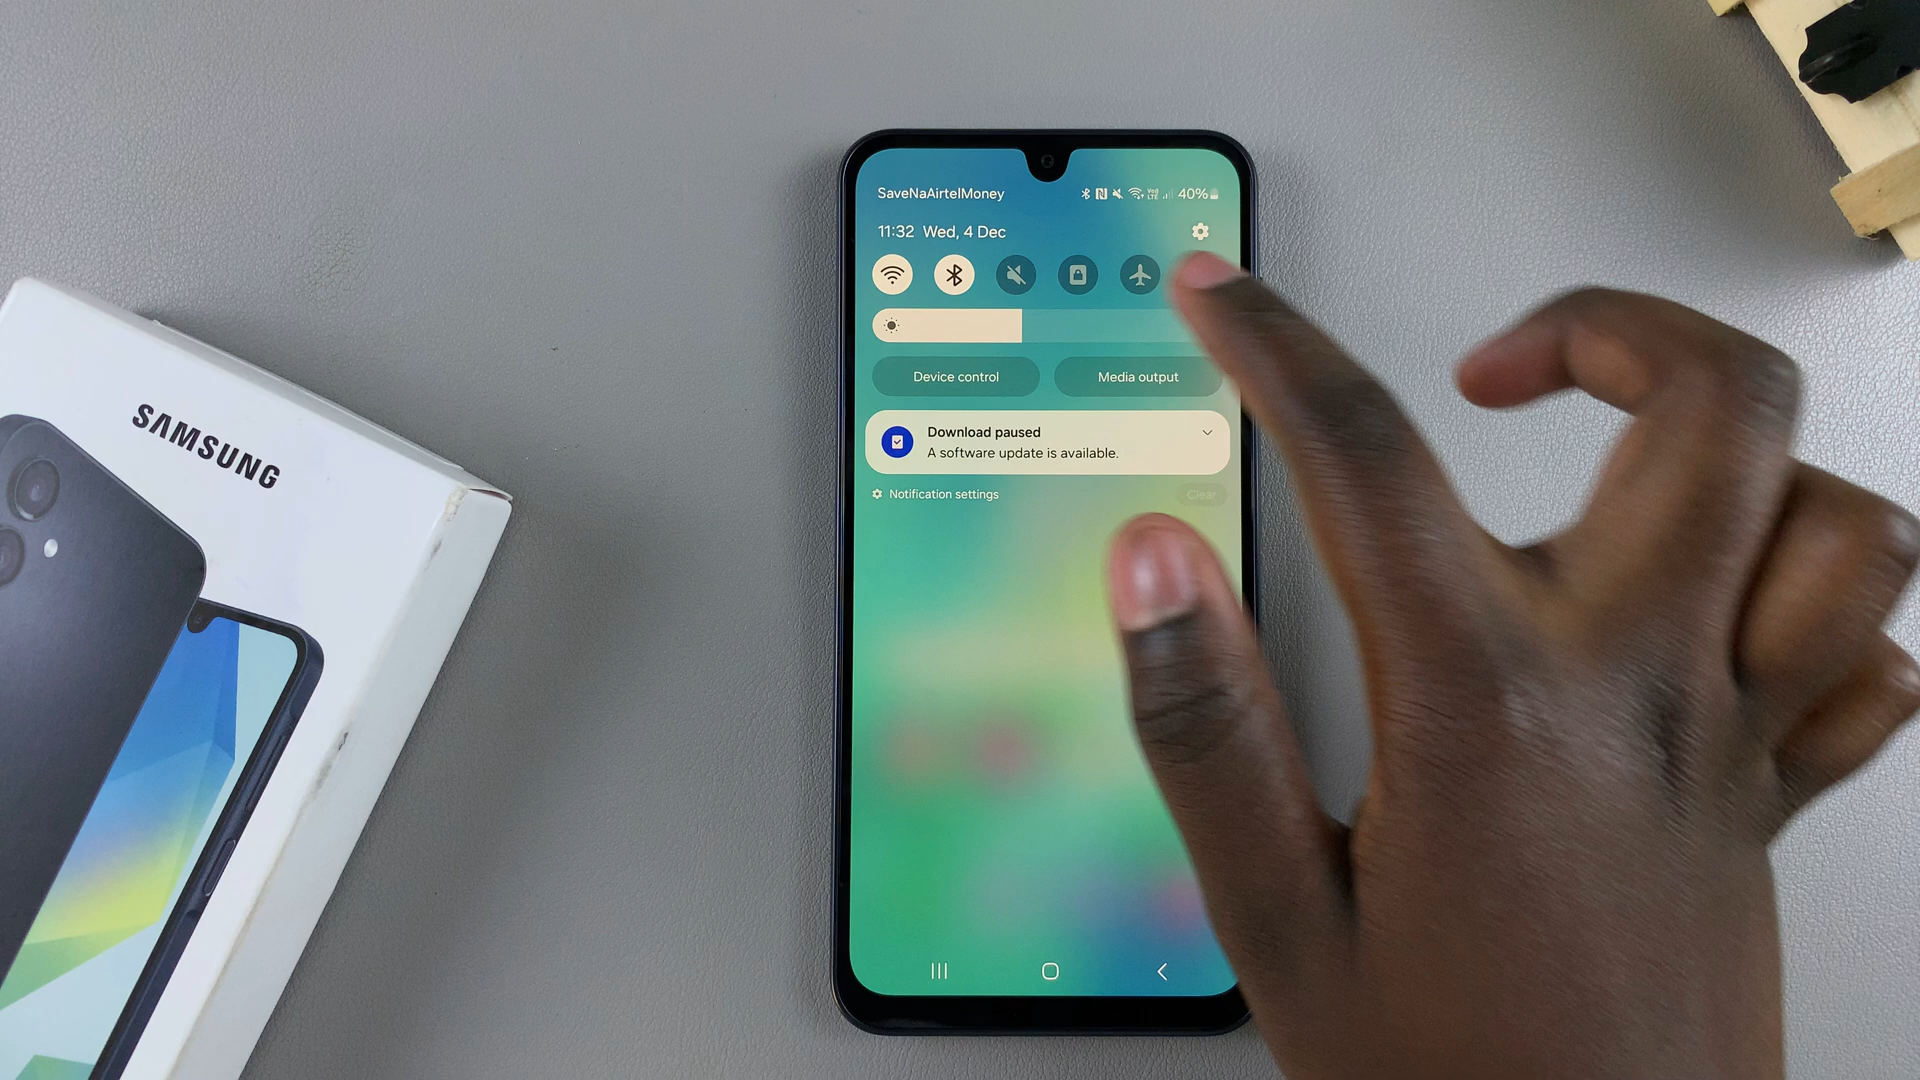 SAMSUNG
SaveNaAirtelMoney 40%
11:32 Wed, 4 Dec
Device control Media output
Download paused
A software update is available.
Notification settings Clear